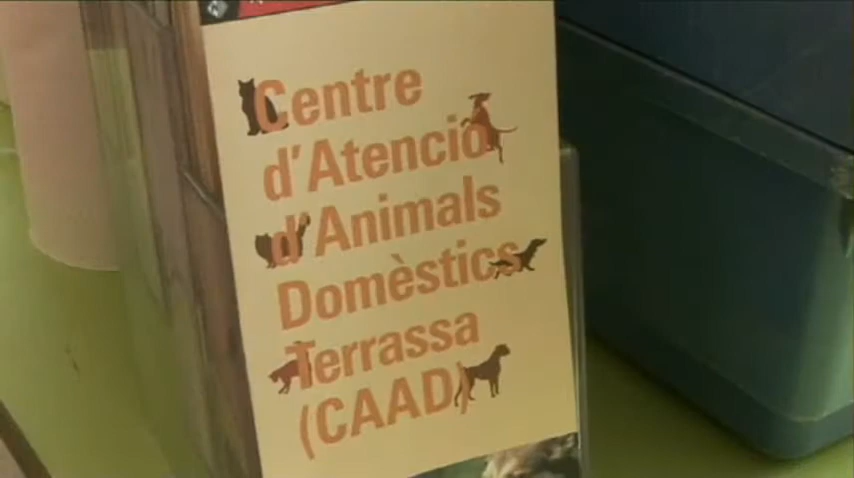 Centre
d'Atenció
d'Animals
Domèstics
Terrassa
(CAAD)